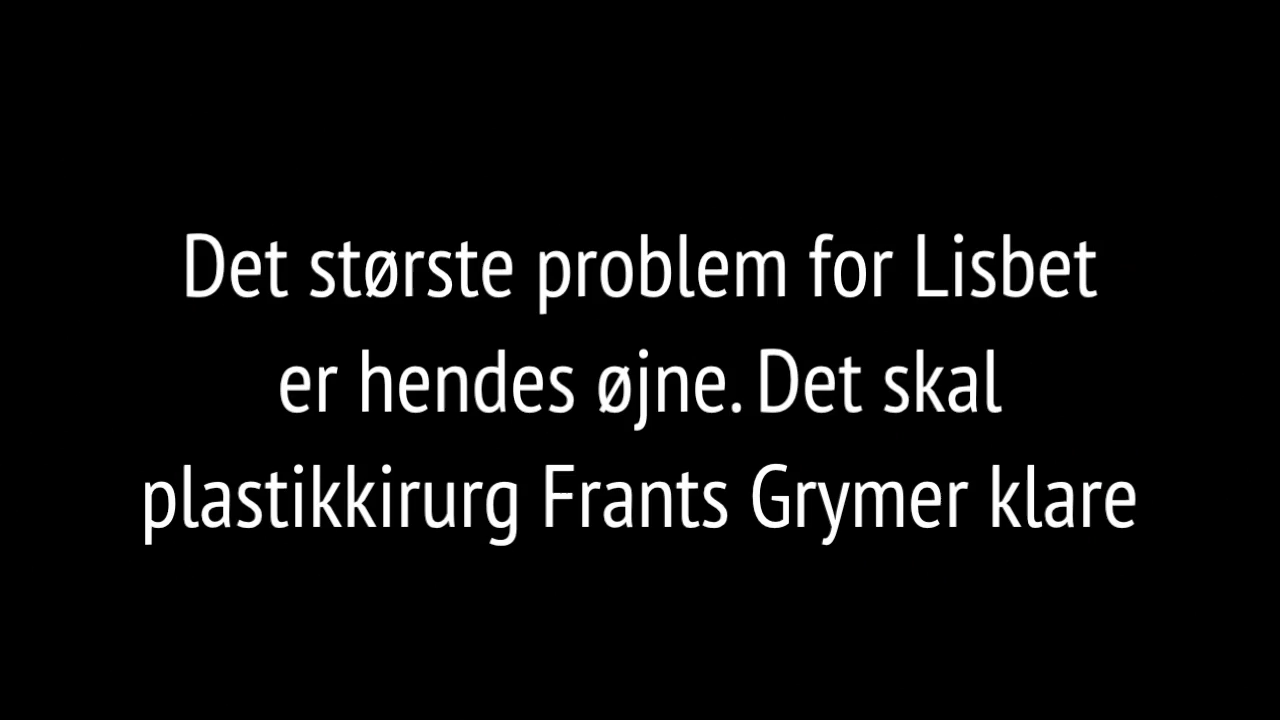 Det største problem for Lisbet
er hendes øjne. Det skal
plastikkirurg Frants Grymer klare